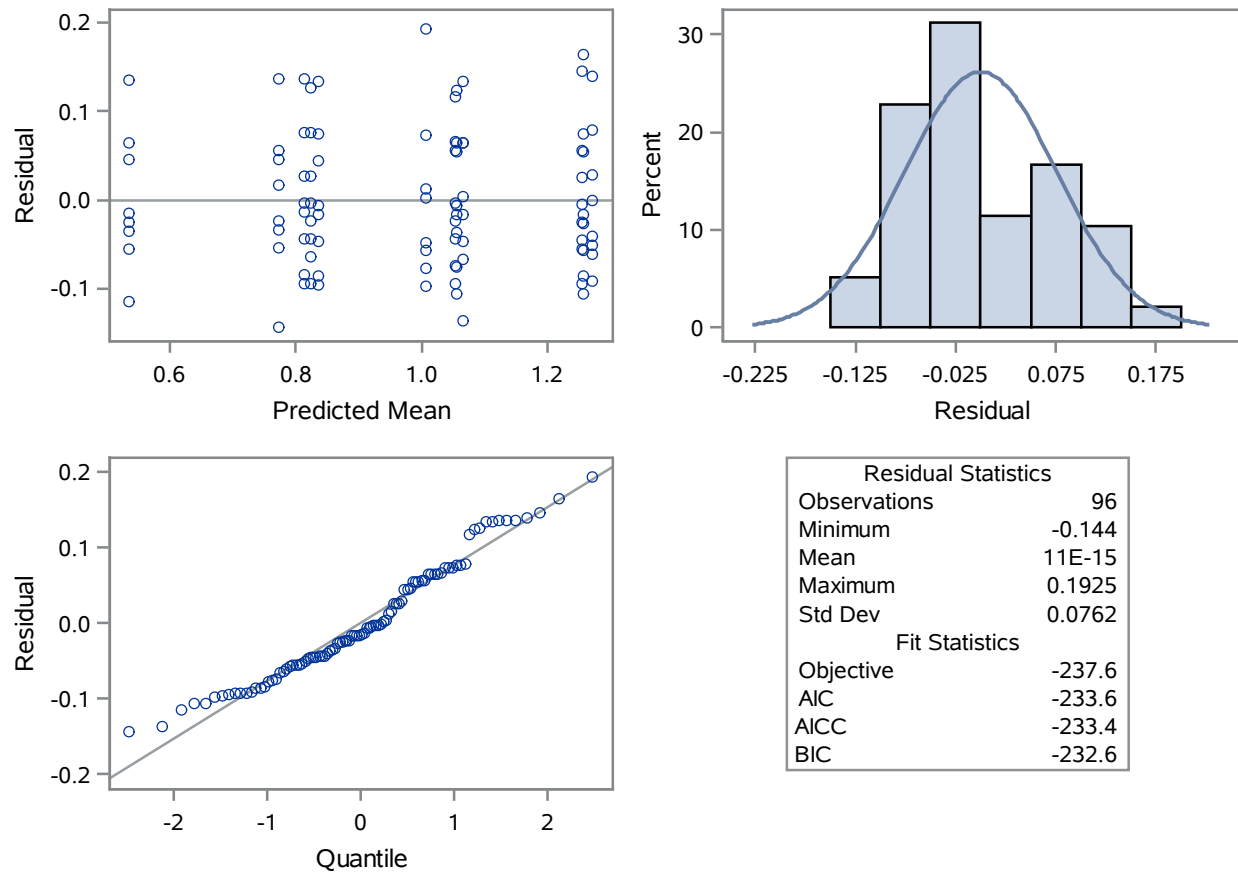 0.2
0.1
0.0
-0.1
Residual
0.6 0.8 1.0 1.2
Predicted Mean
30
20
10
0
Percent
-0.225 -0.125 -0.025 0.075 0.175
Residual
0.2
0.1
0.0
-0.1
-0.2
Residual
-2 -1 0 1 2
Quantile
Residual Statistics
Observations 96
Minimum -0.144
Mean 11E-15
Maximum 0.1925
Std Dev 0.0762
Fit Statistics
Objective -237.6
AIC -233.6
AICC -233.4
BIC -232.6